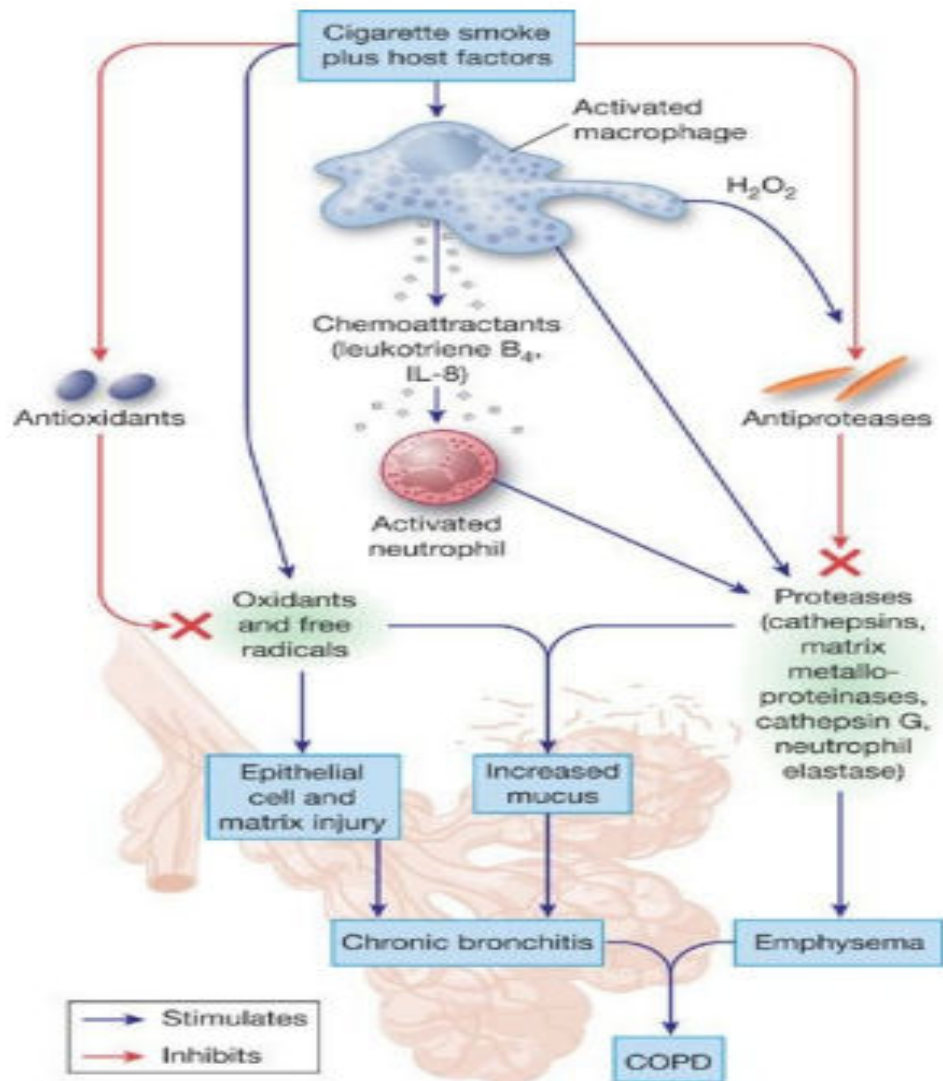 Cigarette smoke
plus host factors
Activated
macrophage
H₂O₂
Chemoattractants
(leukotriene B₄,
IL-8)
Antioxidants
Antiproteases
Activated
neutrophil
Oxidants
and free
radicals
Proteases
(cathepsins,
matrix
metallo-
proteinases,
cathepsin G,
neutrophil
elastase)
Epithelial
cell and
matrix injury
Increased
mucus
Chronic bronchitis
Emphysema
Stimulates
Inhibits
COPD